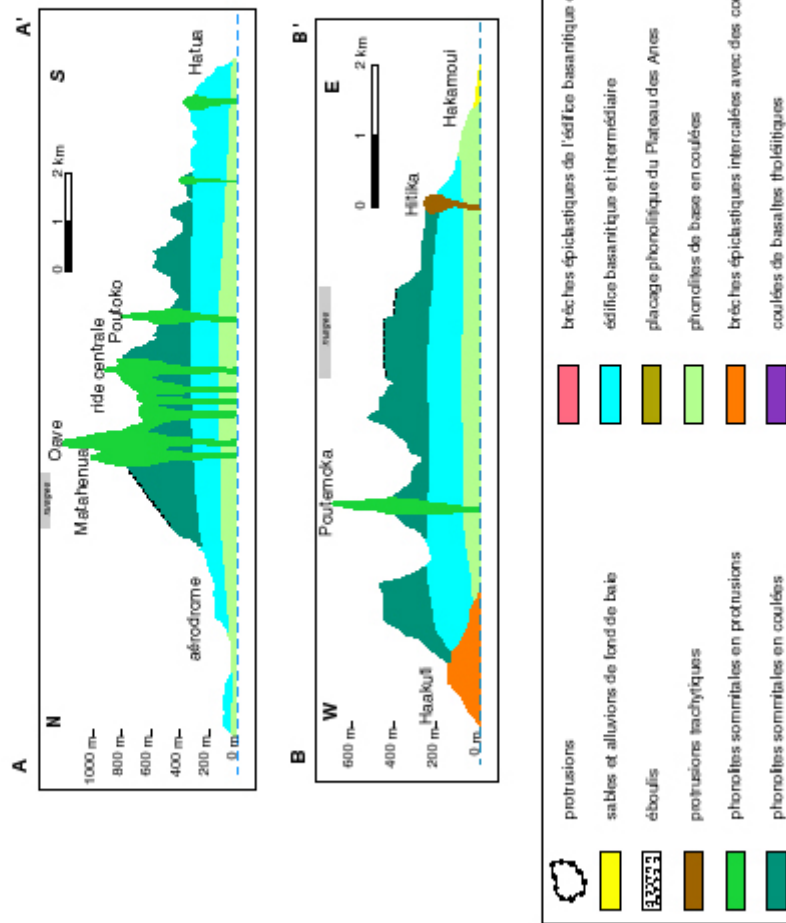 A
A'
N
S
Matahenua
Oave
ride centrale
Poutoko
Hatua
aérodrome
0 1 2 km
1000 m
800 m
600 m
400 m
200 m
0 m
nuages
B
B'
W
E
Haakuti
Poutemoka
Hitika
Hakamoui
0 1 2 km
600 m
400 m
200 m
0 m
nuages
protrusions
sables et alluvions de fond de baie
éboulis
protrusions trachytiques
phonolites sommitales en protrusions
phonolites sommitales en coulées
brèches épiclastiques de l'édifice basanitique
édifice basanitique et intermédiaire
placage phonolitique du Plateau des Anes
phonolites de base en coulées
brèches épiclastiques intercalées avec des
coulées de basaltes tholéiitiques